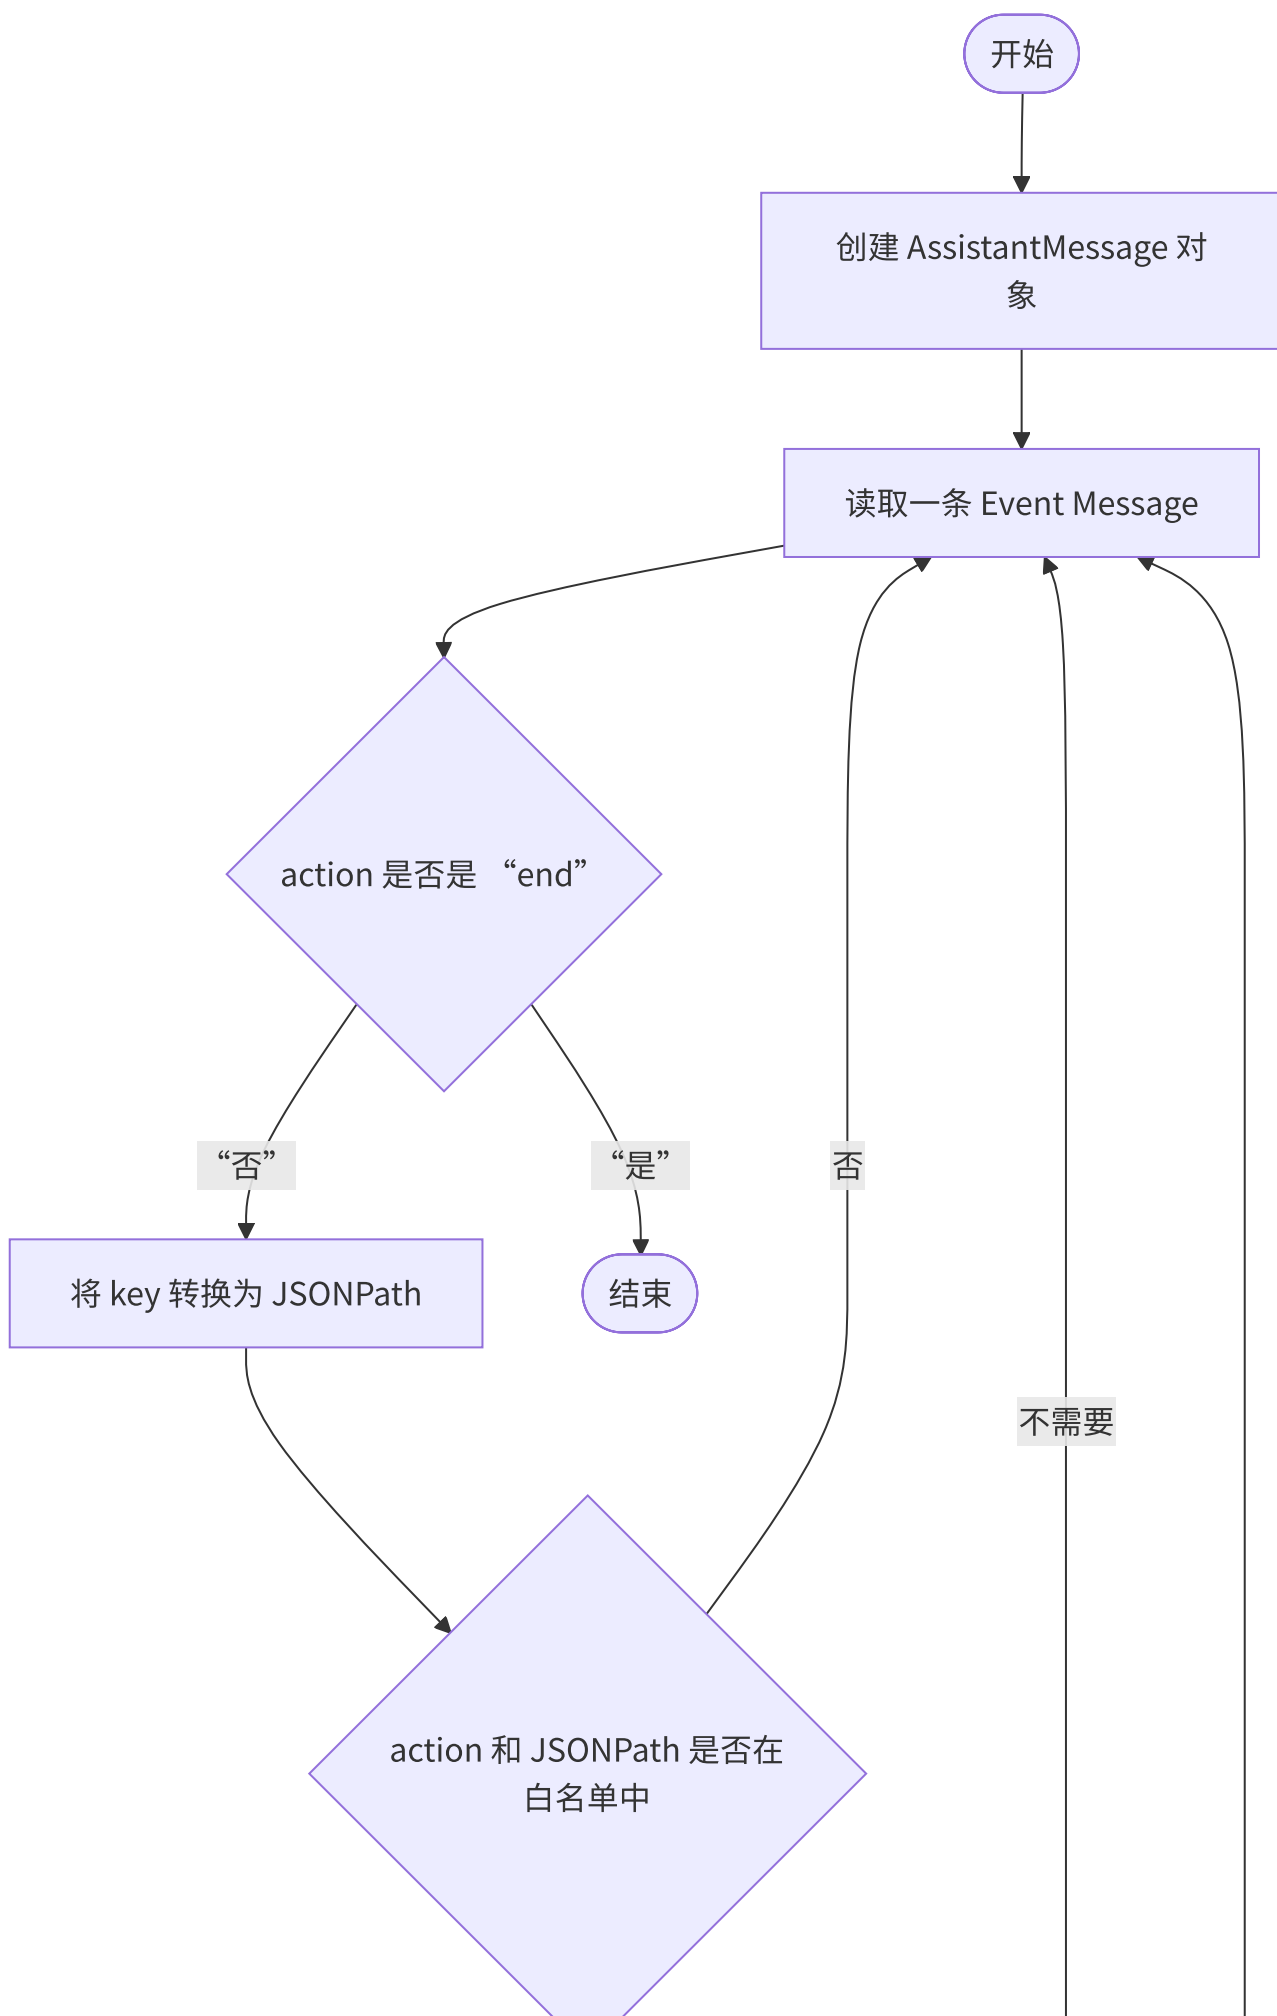 开始
创建 AssistantMessage 对
象
读取一条 Event Message
action 是否是 “end”
“否”
“是”
否
将 key 转换为 JSONPath
结束
不需要
action 和 JSONPath 是否在
白名单中